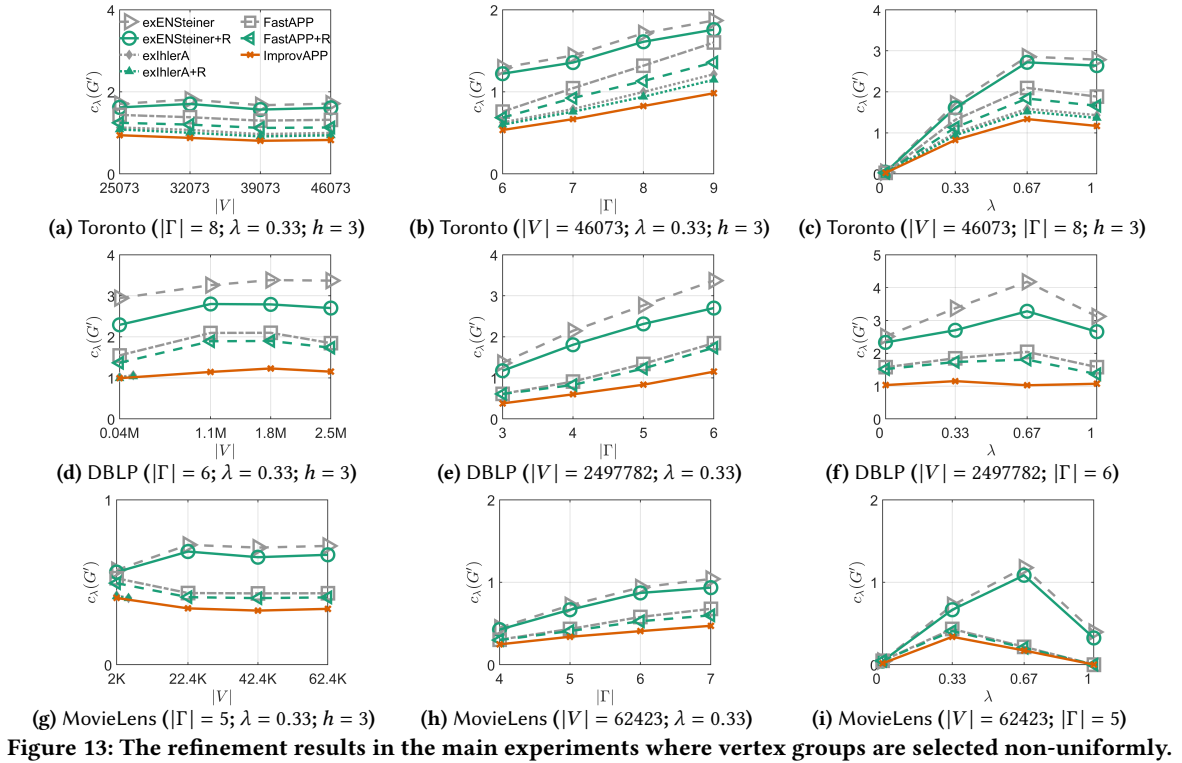 4
3
2
1
0
exENSteiner
exENSteiner+R
exIhlerA
exIhlerA+R
FastAPP
FastAPP+R
ImprovAPP
c_λ(G′)
4
2
0
25073 32073 39073 46073
|V|
(a) Toronto (|Γ| = 8; λ = 0.33; h = 3)
c_λ(G′)
2
1
0
6 7 8 9
|Γ|
(b) Toronto (|V| = 46073; λ = 0.33; h = 3)
c_λ(G′)
4
3
2
1
0
0 0.33 0.67 1
λ
(c) Toronto (|V| = 46073; |Γ| = 8; h = 3)
c_λ(G′)
4
3
2
1
0
0.04M 1.1M 1.8M 2.5M
|V|
(d) DBLP (|Γ| = 6; λ = 0.33; h = 3)
c_λ(G′)
4
3
2
1
0
3 4 5 6
|Γ|
(e) DBLP (|V| = 2497782; λ = 0.33)
c_λ(G′)
5
4
3
2
1
0
0 0.33 0.67 1
λ
(f) DBLP (|V| = 2497782; |Γ| = 6)
c_λ(G′)
1
0
2K 22.4K 42.4K 62.4K
|V|
(g) MovieLens (|Γ| = 5; λ = 0.33; h = 3)
c_λ(G′)
2
1
0
4 5 6 7
|Γ|
(h) MovieLens (|V| = 62423; λ = 0.33)
c_λ(G′)
2
1
0
0 0.33 0.67 1
λ
(i) MovieLens (|V| = 62423; |Γ| = 5)
Figure 13: The refinement results in the main experiments where vertex groups are selected non-uniformly.